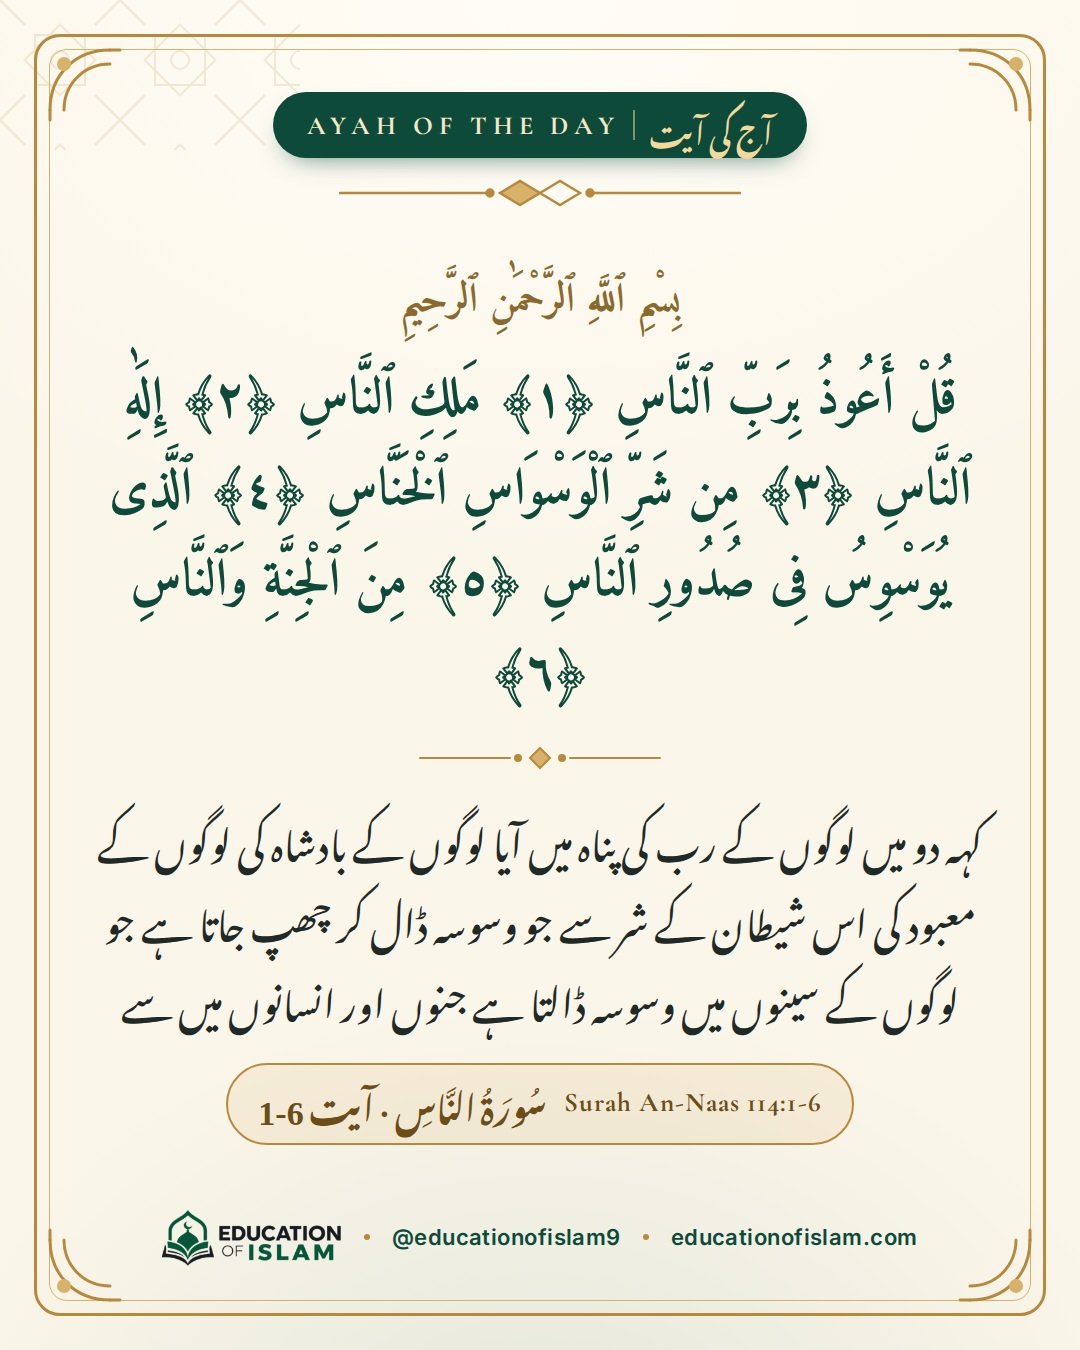 AYAH OF THE DAY | آج کی آیت
بِسْمِ ٱللَّهِ ٱلرَّحْمَٰنِ ٱلرَّحِيمِ
قُلْ أَعُوذُ بِرَبِّ ٱلنَّاسِ ﴿١﴾ مَلِكِ ٱلنَّاسِ ﴿٢﴾ إِلَٰهِ
ٱلنَّاسِ ﴿٣﴾ مِن شَرِّ ٱلْوَسْوَاسِ ٱلْخَنَّاسِ ﴿٤﴾ ٱلَّذِى
يُوَسْوِسُ فِى صُدُورِ ٱلنَّاسِ ﴿٥﴾ مِنَ ٱلْجِنَّةِ وَٱلنَّاسِ
﴿٦﴾
کہہ دو میں لوگوں کے رب کی پناہ میں آیا لوگوں کے بادشاہ کی لوگوں کے
معبود کی اس شیطان کے شر سے جو وسوسہ ڈال کر چھپ جاتا ہے جو
لوگوں کے سینوں میں وسوسہ ڈالتا ہے جنوں اور انسانوں میں سے
سُورَةُ النَّاسِ · آیت 1-6 Surah An-Naas 114:1-6
EDUCATION OF ISLAM • @educationofislam9 • educationofislam.com